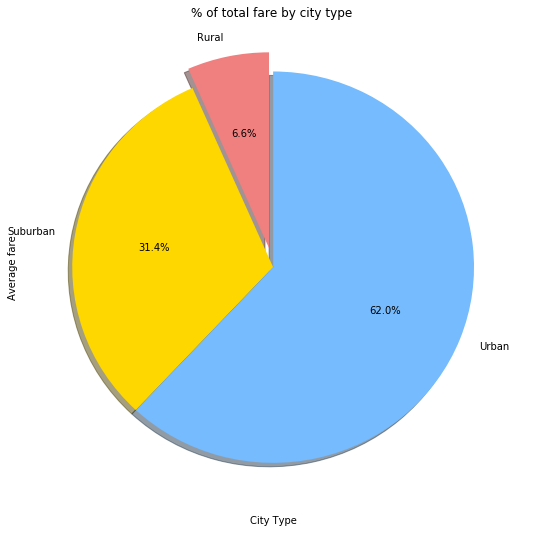 % of total fare by city type
Rural
6.6%
Suburban
31.4%
Average fare
62.0%
Urban
City Type